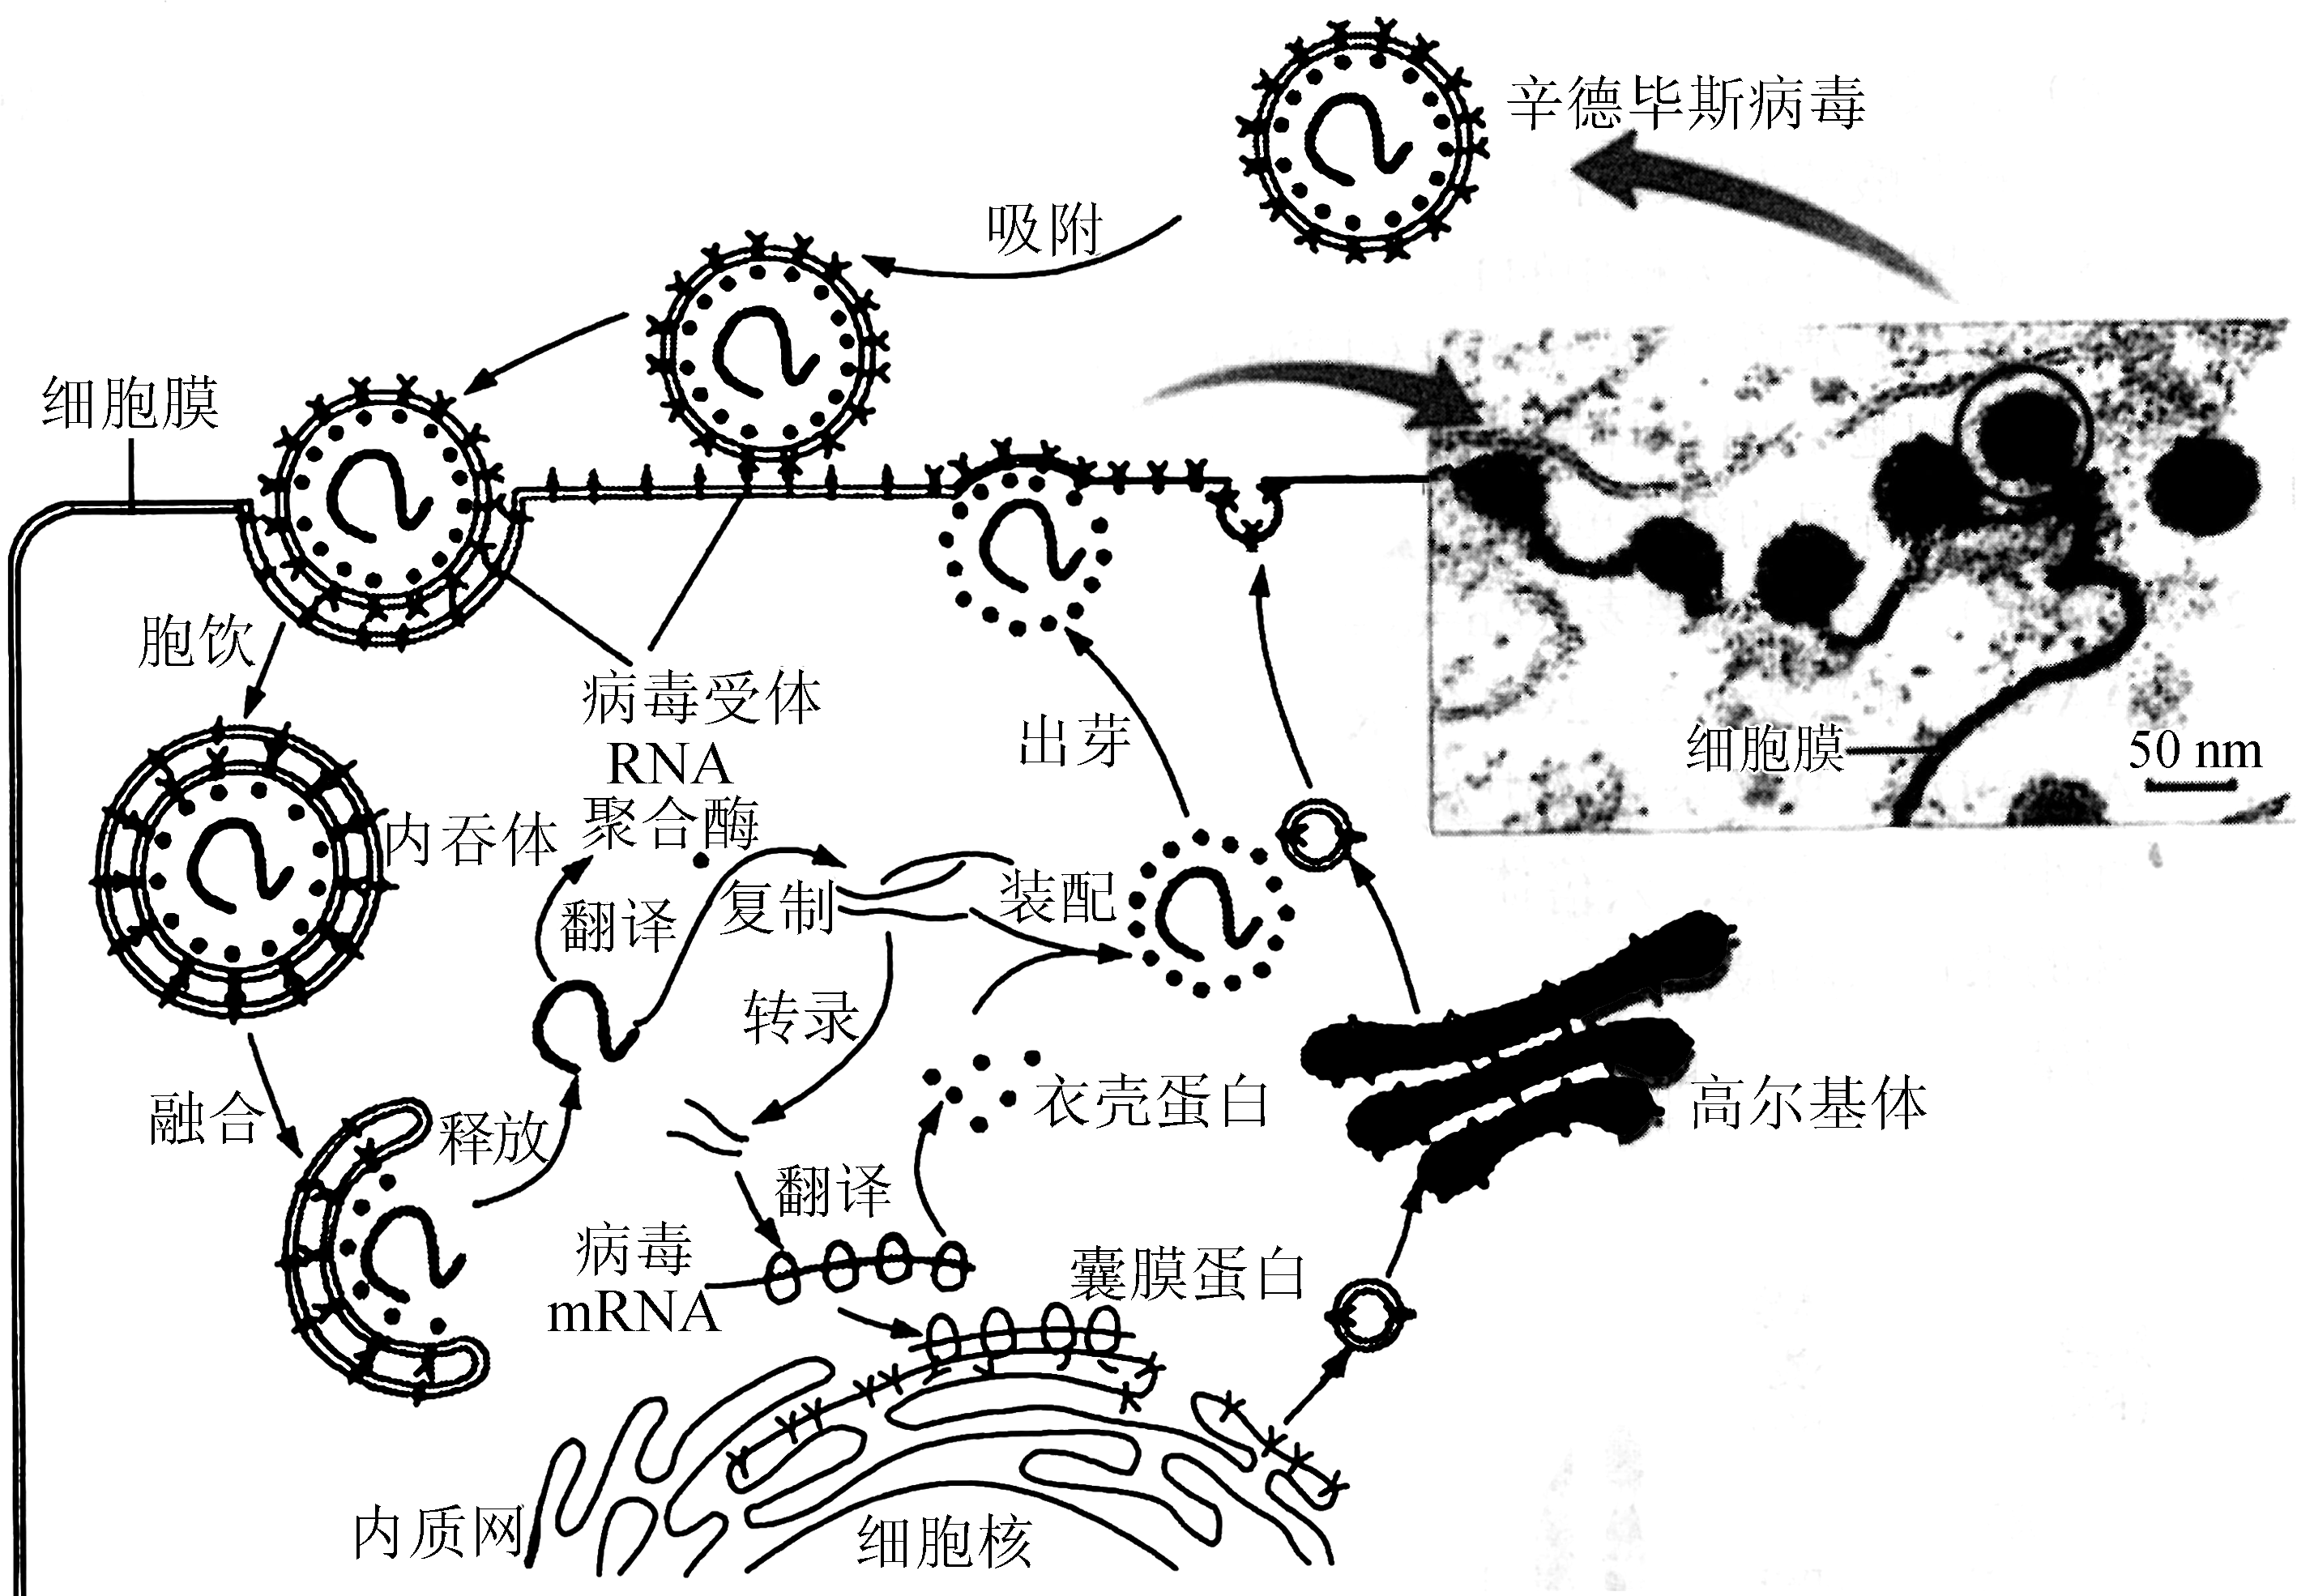 辛德毕斯病毒
吸附
细胞膜
胞饮
病毒受体
RNA
聚合酶
出芽
细胞膜
50 nm
内吞体
翻译
复制
装配
转录
融合
释放
衣壳蛋白
高尔基体
翻译
病毒
mRNA
囊膜蛋白
内质网
细胞核